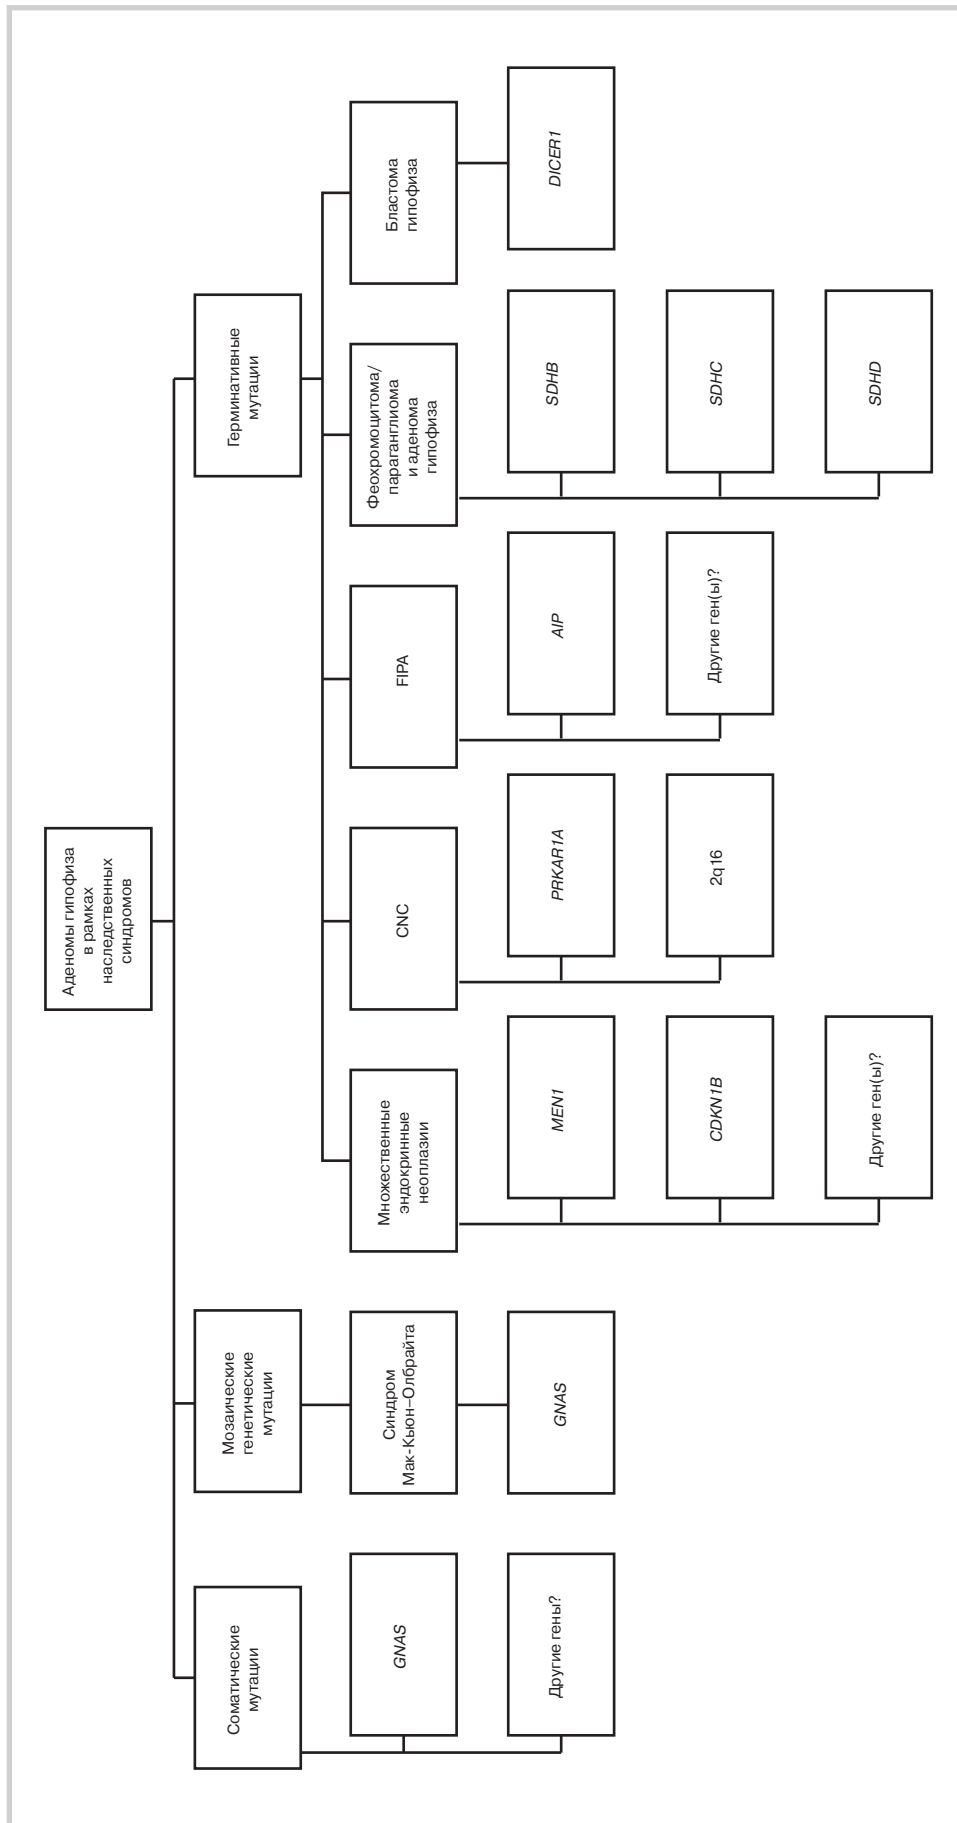 Аденомы гипофиза
в рамках
наследственных
синдромов
Соматические
мутации
Мозаические
генетические
мутации
Герминативные
мутации
GNAS
Другие гены?
Синдром
Мак-Кьюн–Олбрайта
GNAS
Множественные
эндокринные
неоплазии
MEN1
CDKN1B
Другие ген(ы)?
CNC
PRKAR1A
2q16
FIPA
AIP
Другие ген(ы)?
Феохромоцитома/
параганглиома
и аденома
гипофиза
SDHB
SDHC
SDHD
Бластома
гипофиза
DICER1